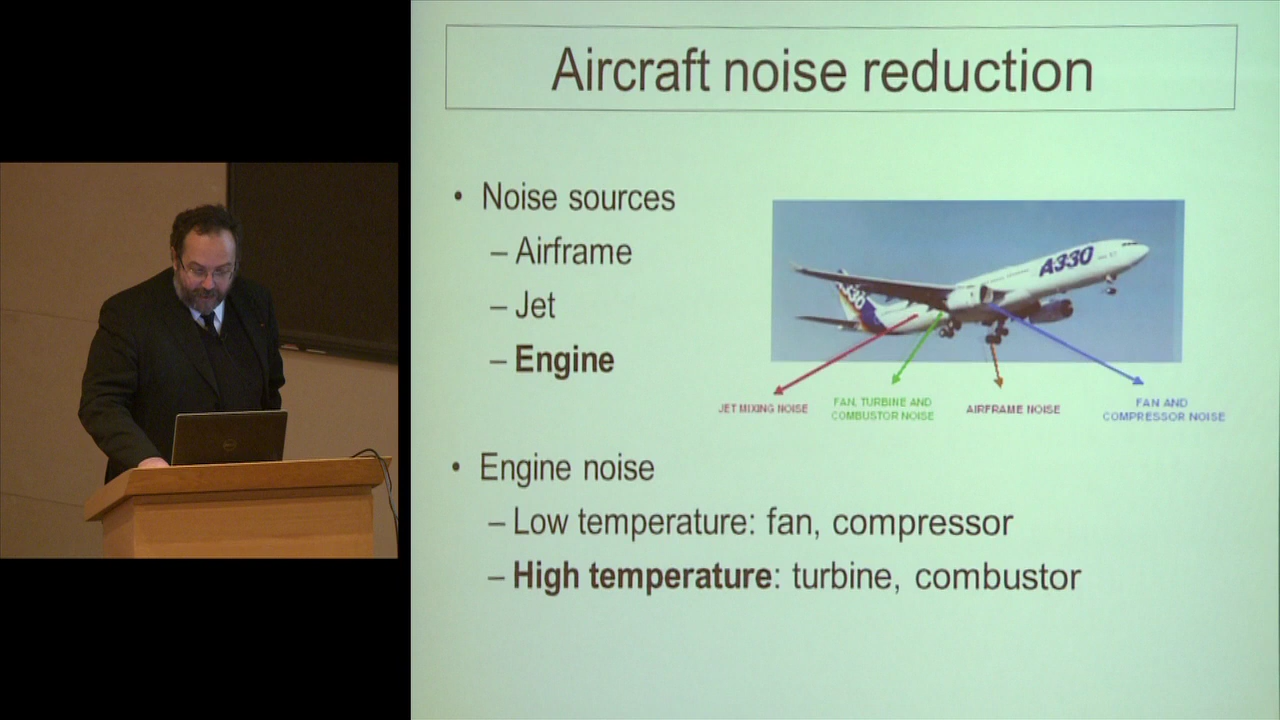 Aircraft noise reduction
• Noise sources
– Airframe
– Jet
– Engine
A330
JET MIXING NOISE
FAN, TURBINE AND
COMBUSTOR NOISE
AIRFRAME NOISE
FAN AND
COMPRESSOR NOISE
• Engine noise
– Low temperature: fan, compressor
– High temperature: turbine, combustor